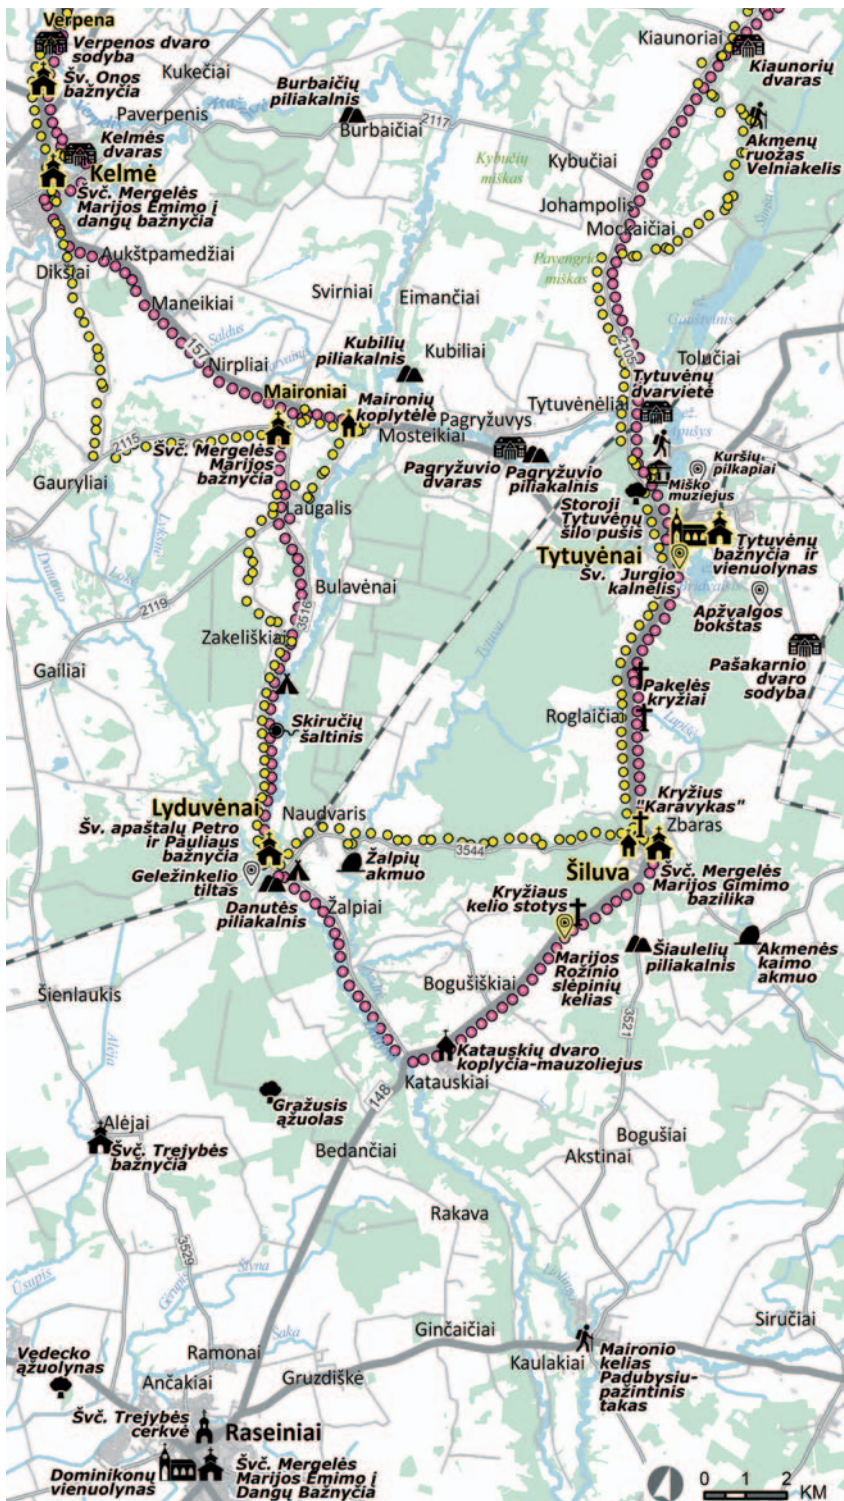 Verpena
Verpenos dvaro
sodyba
Kiaunoriai
Kiaunorių
dvaras
Kukečiai
Šv. Onos
bažnyčia
Burbaičių
piliakalnis
Paverpenis
Burbaičiai
2117
Akmenų
ruožas
Velniakelis
Kelmės
dvaras
Kybučių
miškas
Kybučiai
Kelmė
Švč. Mergelės
Marijos Ėmimo į
dangų bažnyčia
Johampolis
Mockaičiai
Aukštpamedžiai
Dikšiai
Pavengrio
miškas
Svirniai
Eimančiai
Maneikiai
Gauštvinis
157
Saldus
2105
Kubilių
piliakalnis
Kubiliai
Tolučiai
Nirpliai
Tytuvėnų
dvarvietė
Maironiai
Maironių
koplytėlė
Pagryžuvys
Tytuvėnėliai
Mosteikiai
2115
Švč. Mergelės
Marijos
bažnyčia
Gauryliai
Pagryžuvio
dvaras
Pagryžuvio
piliakalnis
Kuršių
pilkapiai
Miško
muziejus
Storoji
Tytuvėnų
šilo pušis
Laugalis
Tytuvėnai
Tytuvėnų
bažnyčia ir
vienuolynas
Šv. Jurgio
kalnelis
Bulavėnai
Apžvalgos
bokštas
2119
3516
Zakeliškiai
Tytuva
Gailiai
Pašakarnio
dvaro
sodyba
Pakelės
kryžiai
Roglaičiai
Lapišė
Skiručių
šaltinis
Lyduvėnai
Naudvaris
Kryžius
"Karavykas"
Zbaras
Šv. apaštalų Petro
ir Pauliaus
bažnyčia
3544
Žalpių
akmuo
Šiluva
Švč. Mergelės
Marijos Gimimo
bazilika
Geležinkelio
tiltas
Danutės
piliakalnis
Žalpiai
Kryžiaus
kelio stotys
Marijos
Rožinio
slėpinių
kelias
Šiaulelių
piliakalnis
Akmenės
kaimo
akmuo
Šienlaukis
Bogušiškiai
3521
Katauskių dvaro
koplyčia-mauzoliejus
Katauskiai
148
Gražusis
ąžuolas
Alėjai
Švč. Trejybės
bažnyčia
Bedančiai
Bogušiai
Akstinai
Rakava
3529
Šlyna
Saka
Ginčaičiai
Siručiai
Ramonai
Vedecko
ąžuolynas
Kaulakiai
Maironio
kelias
Padubysiu-
pažintinis
takas
Ančakiai
Gruzdiškė
Švč. Trejybės
cerkvė
Raseiniai
Dominikonų
vienuolynas
Švč. Mergelės
Marijos Ėmimo į
Dangų Bažnyčia
0 1 2
KM